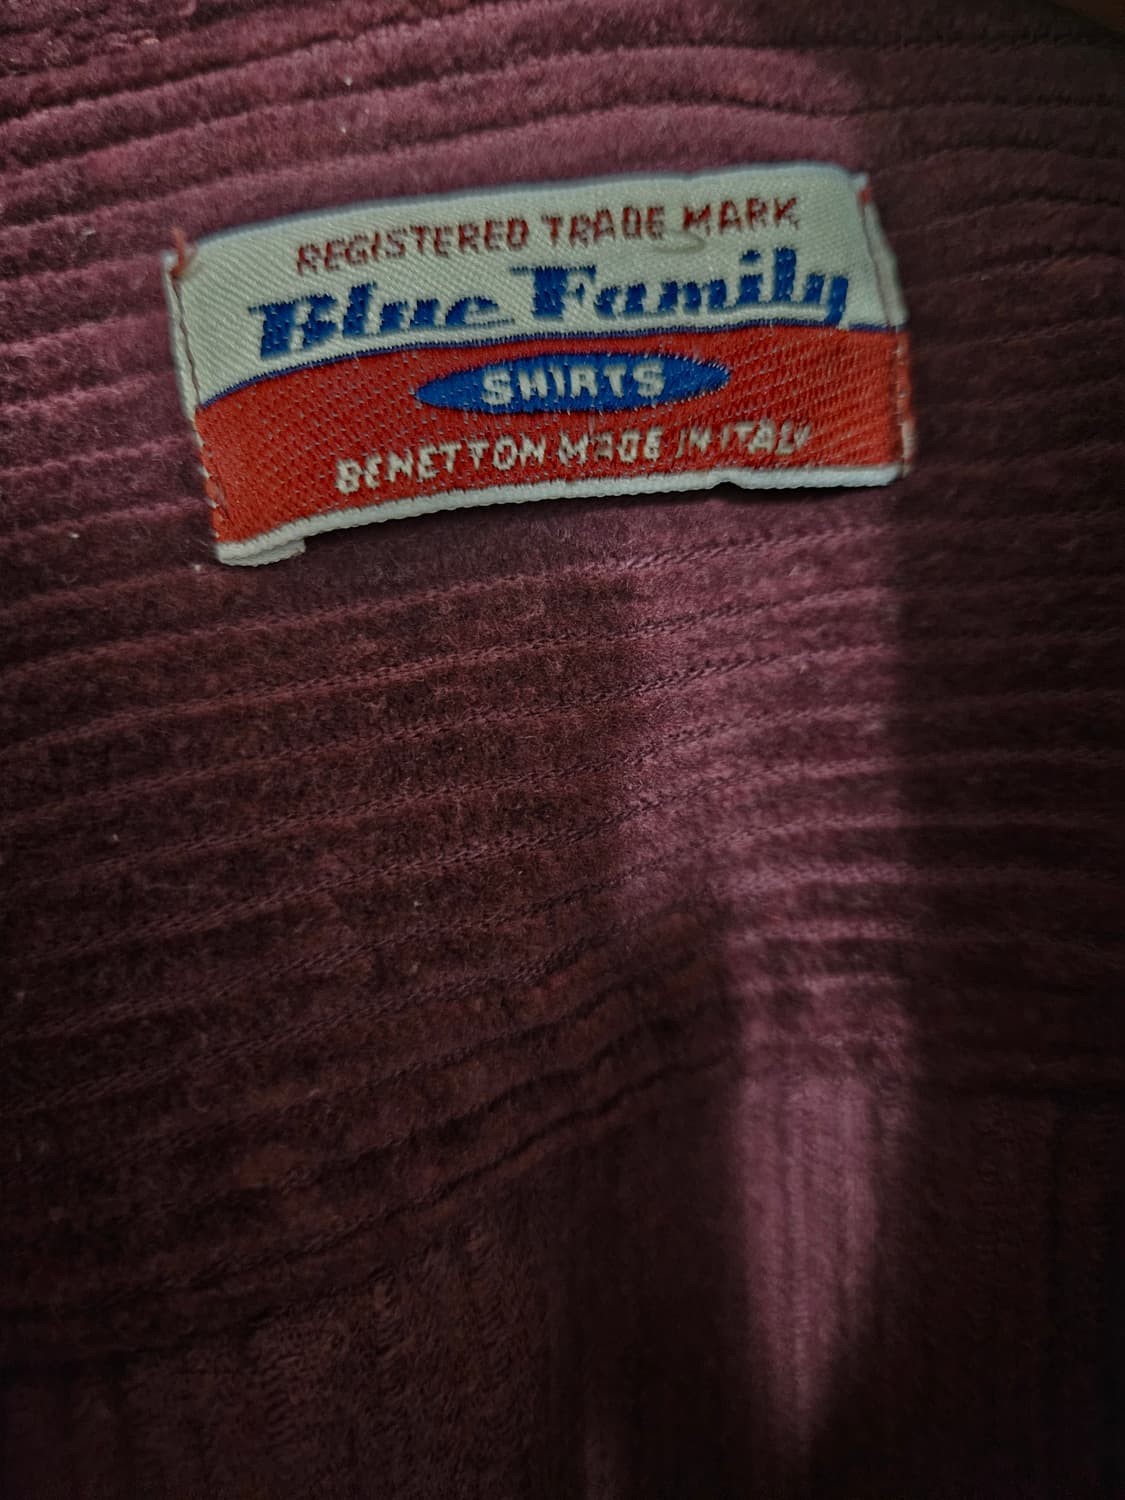 REGISTERED TRADE MARK
Blue Family
SHIRTS
BENETTON MADE IN ITALY